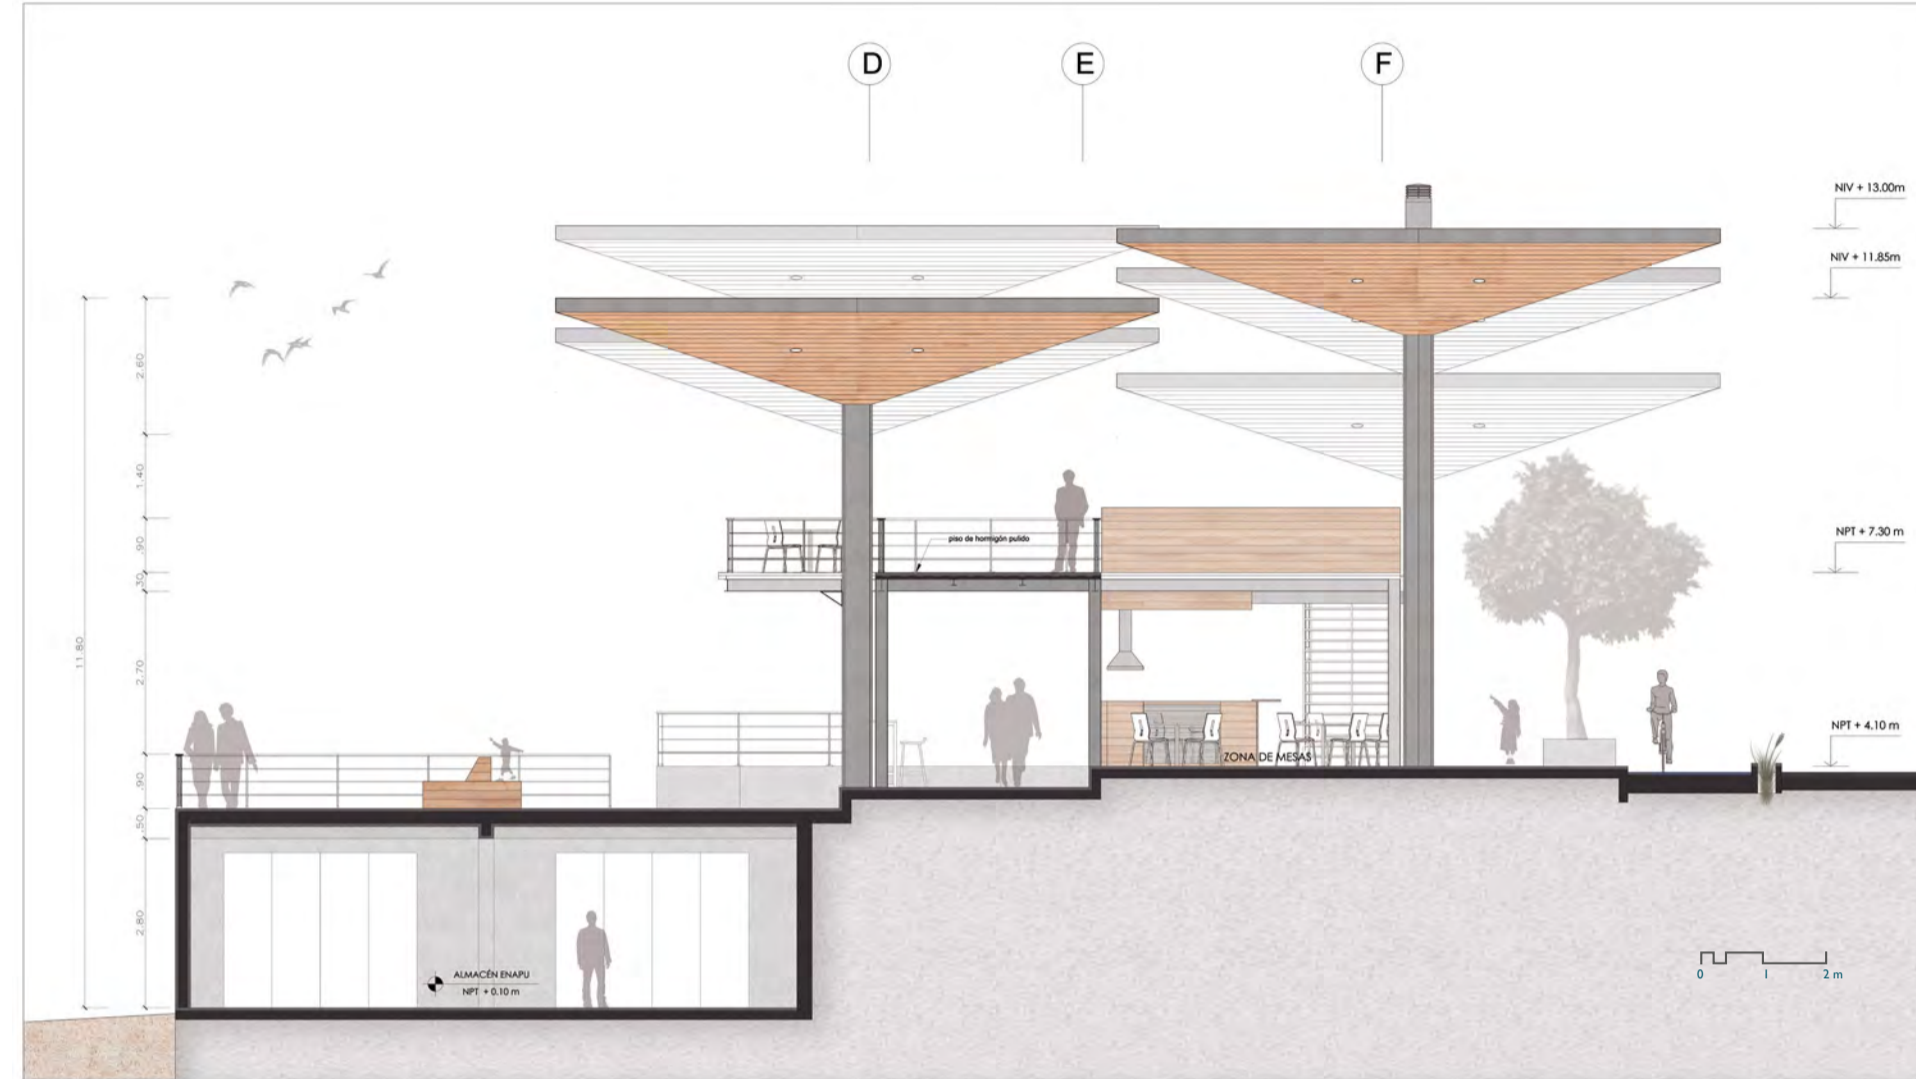 D
E
F
NIV + 13.00m
NIV + 11.85m
2.60
1.40
piso de hormigón pulido
.90
NPT + 7.30 m
.30
11.80
2.70
NPT + 4.10 m
ZONA DE MESAS
.90
.50
2.80
ALMACÉN ENAPU
NPT + 0.10 m
0 1 2 m